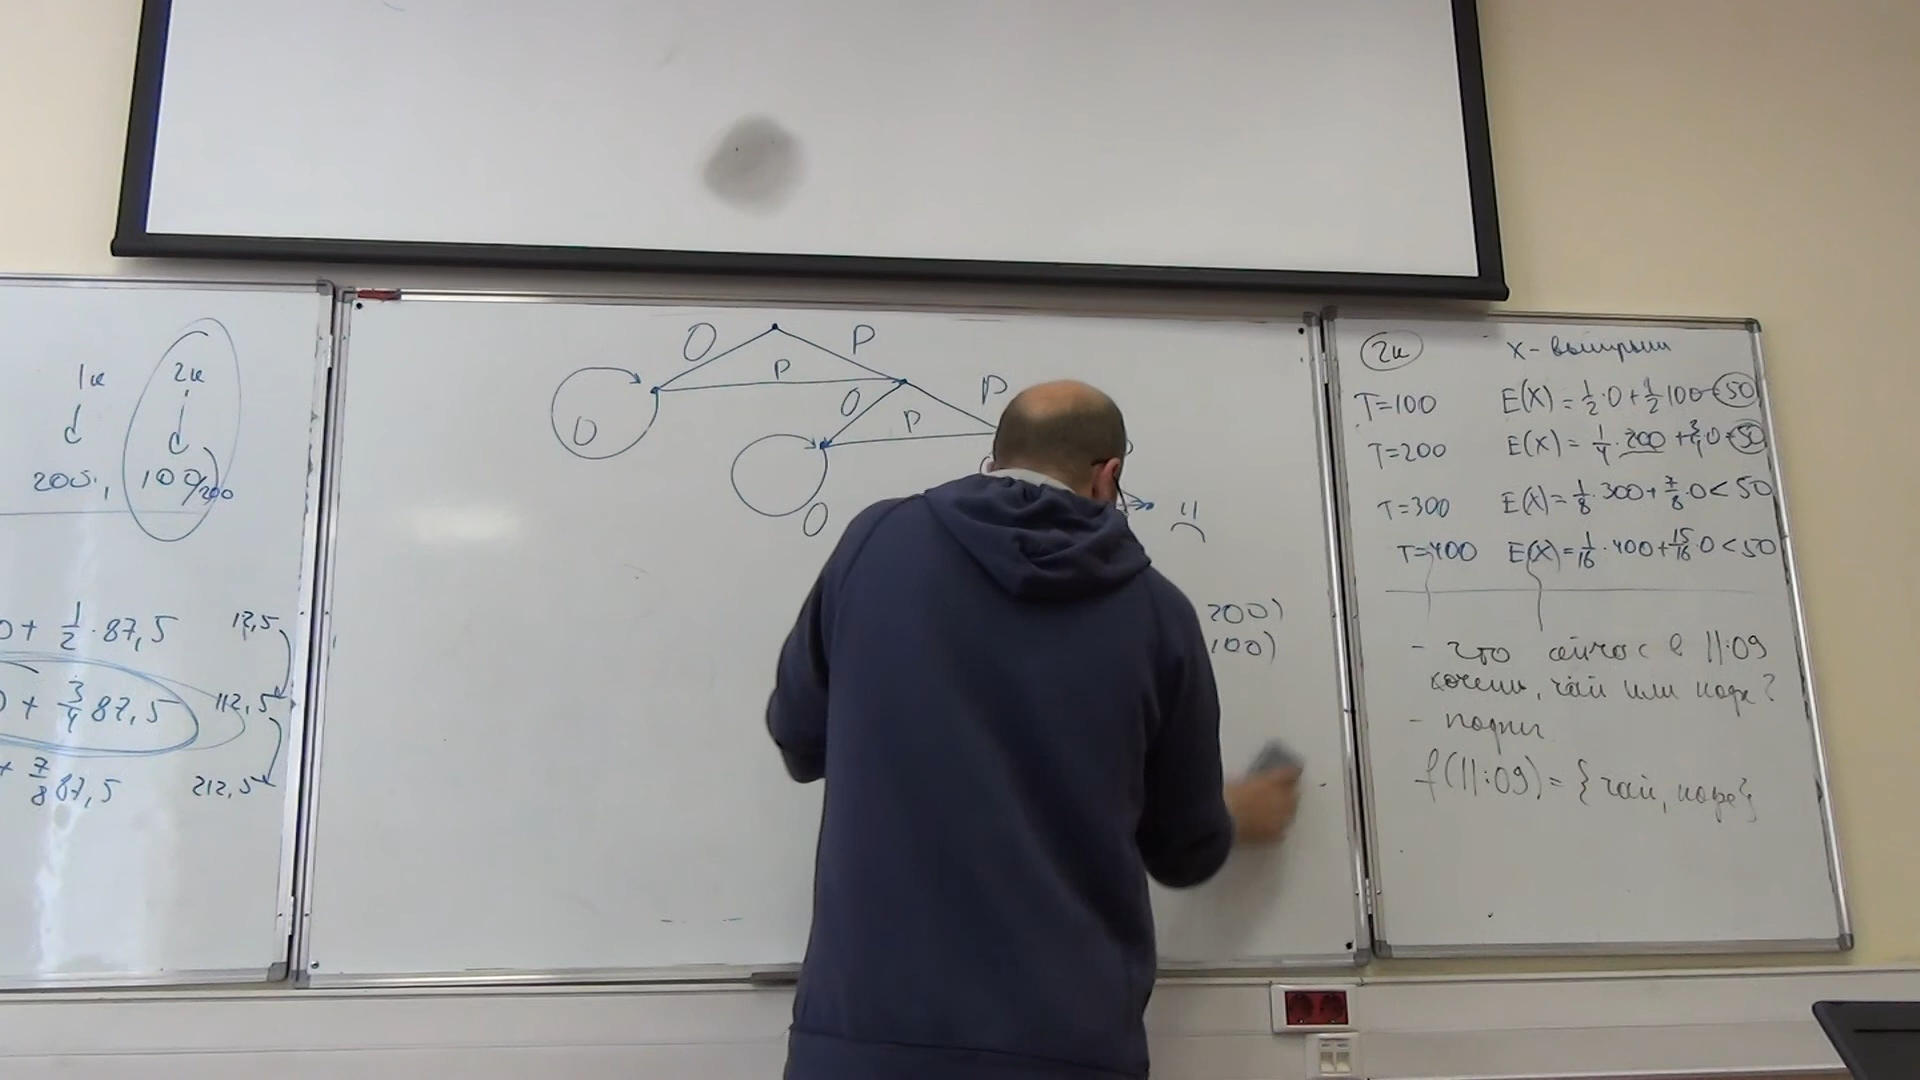 1к 2к
200, 100/200
0 + 1/2 · 87,5 12,5
0 + 3/4 87,5 112,5
+ 7/8 87,5 212,5
О Р
Р
О
О Р
Р
О
200)
100)
2к X - выигрыш
T=100 E(X) = 1/2 · 0 + 1/2 100 = 50
T=200 E(X) = 1/4 · 200 + 3/4 0 = 50
T=300 E(X) = 1/8 · 300 + 7/8 · 0 < 50
T=400 E(X) = 1/16 · 400 + 15/16 · 0 < 50
- что сейчас в 11:09
хочешь, чай или кофе?
-
f(11:09) = {чай, кофе}